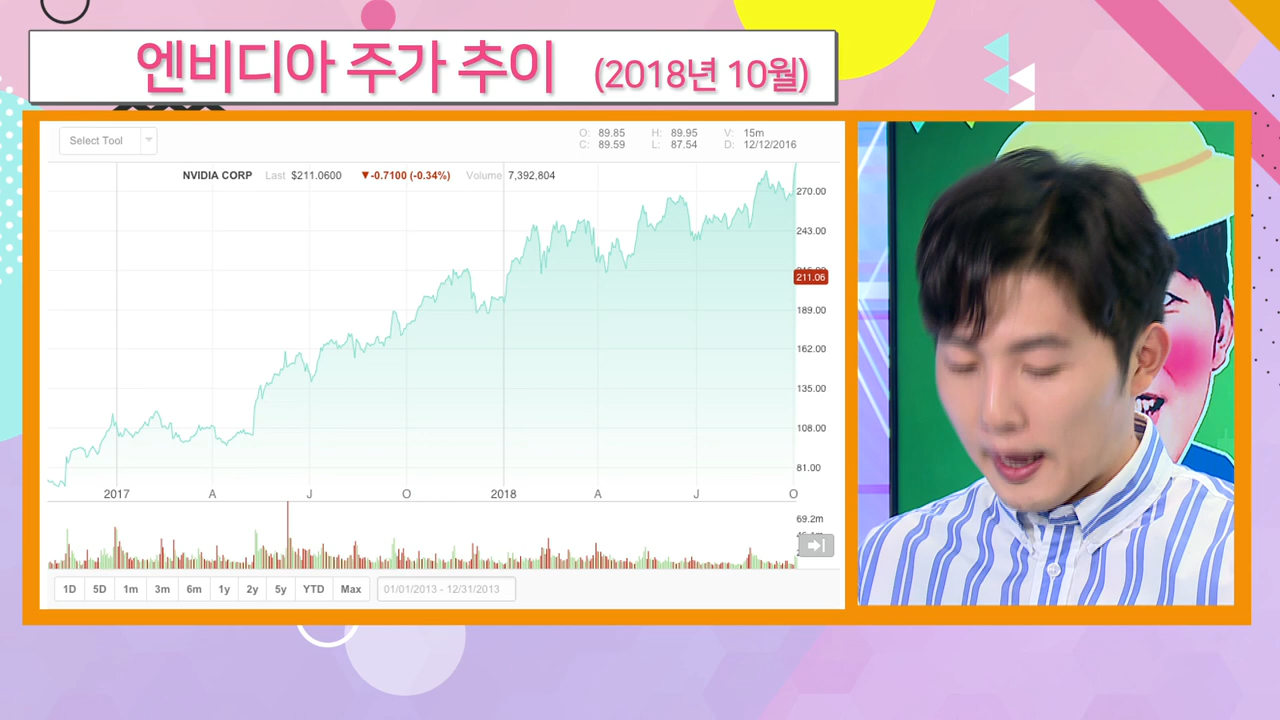 엔비디아 주가 추이 (2018년 10월)
Select Tool
O: 89.85 H: 89.95 V: 15m
C: 89.59 L: 87.54 D: 12/12/2016
NVIDIA CORP Last $211.0600 ▼-0.7100 (-0.34%) Volume 7,392,804
270.00
243.00
211.06
189.00
162.00
135.00
108.00
81.00
2017 A J O 2018 A J O
69.2m
1D 5D 1m 3m 6m 1y 2y 5y YTD Max 01/01/2013 - 12/31/2013